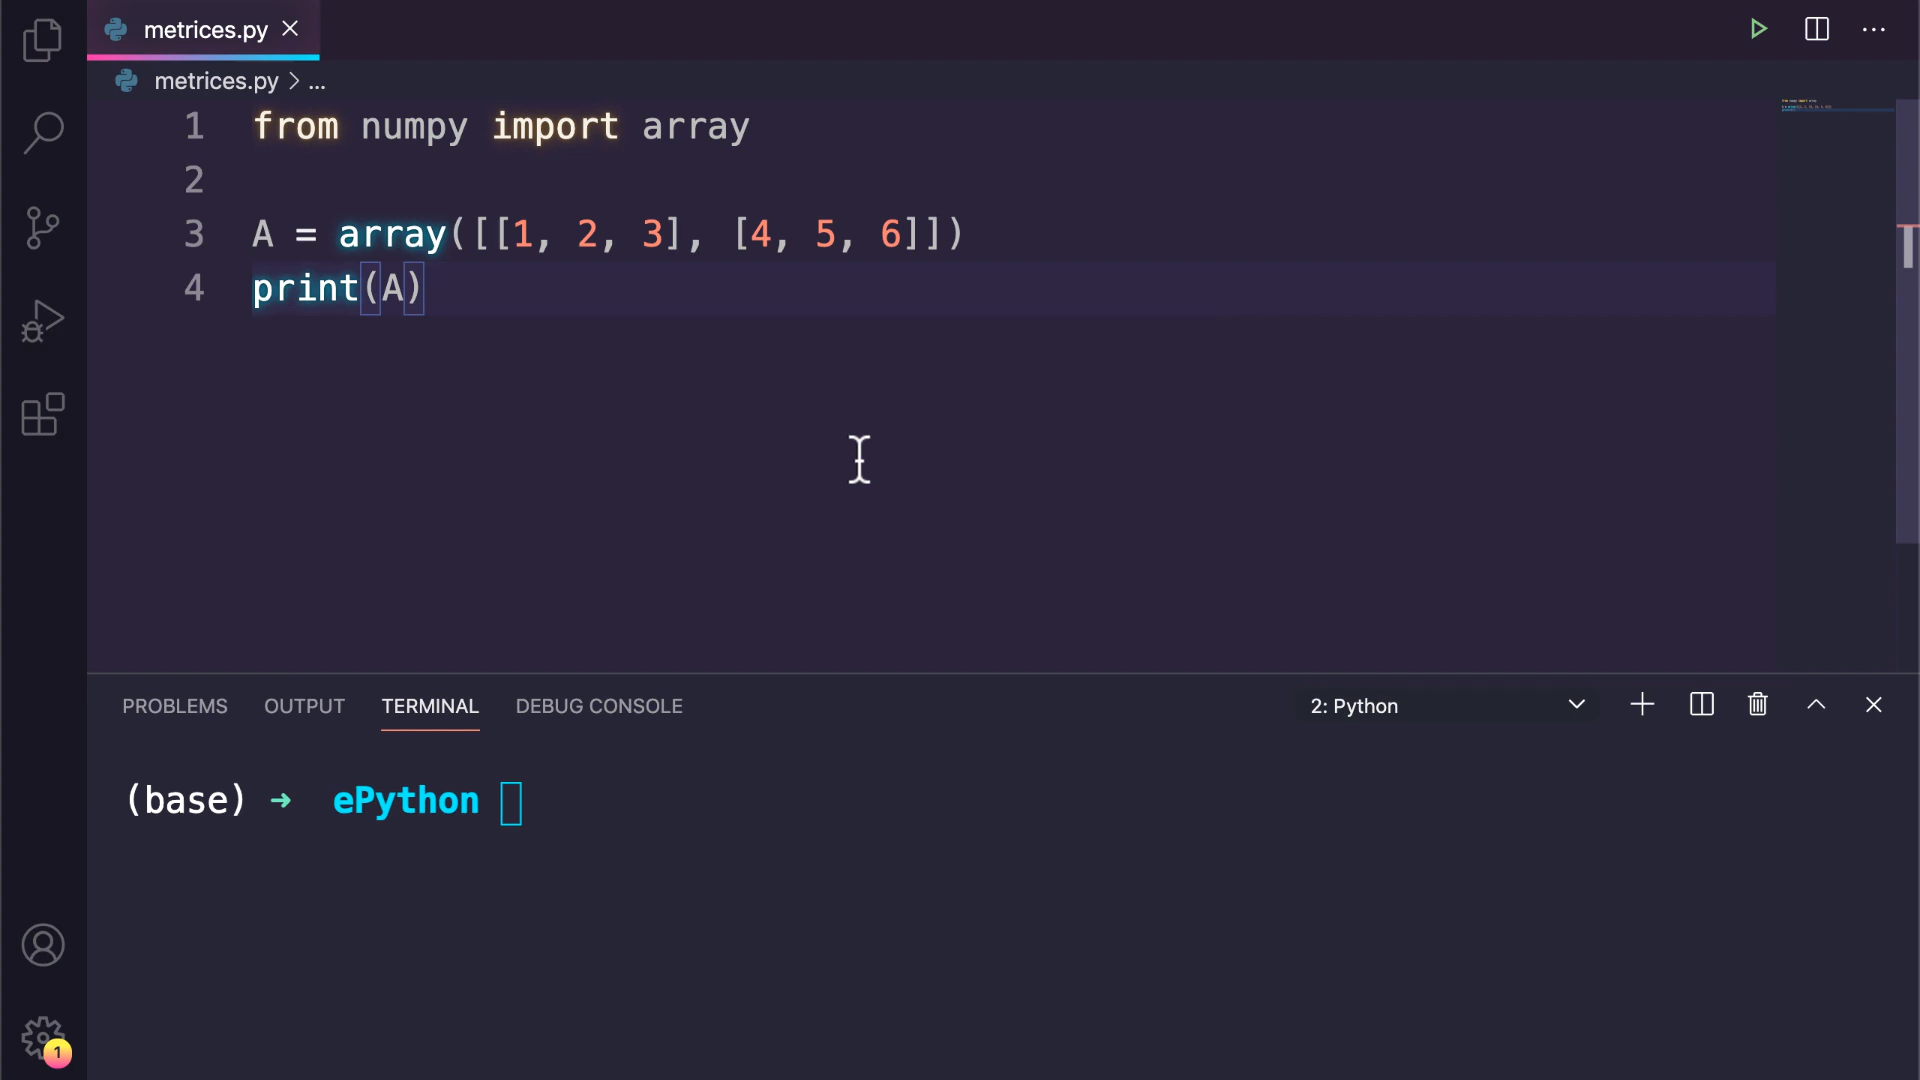 metrices.py
metrices.py > ...
1 from numpy import array
2
3 A = array([[1, 2, 3], [4, 5, 6]])
4 print(A)
PROBLEMS OUTPUT TERMINAL DEBUG CONSOLE 2: Python
(base) ➜ ePython
1